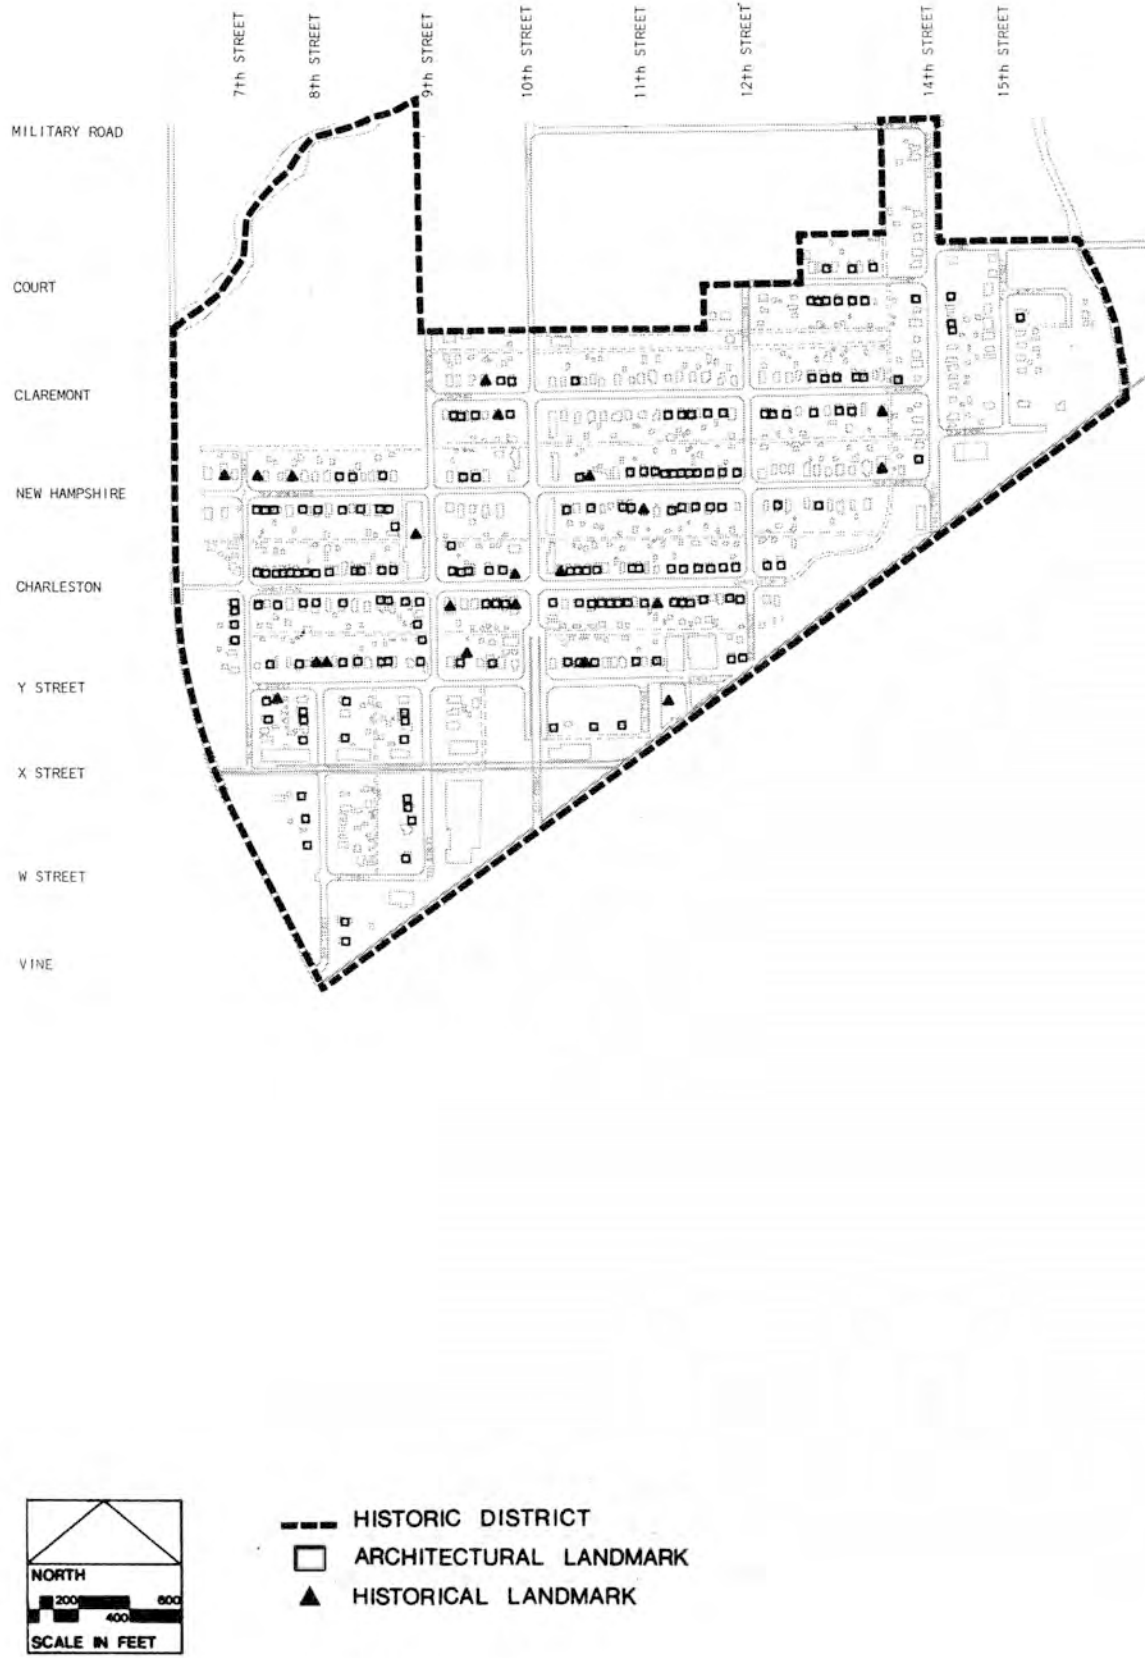 7th STREET
8th STREET
9th STREET
10th STREET
11th STREET
12th STREET
14th STREET
15th STREET
MILITARY ROAD
COURT
CLAREMONT
NEW HAMPSHIRE
CHARLESTON
Y STREET
X STREET
W STREET
VINE
HISTORIC DISTRICT
ARCHITECTURAL LANDMARK
HISTORICAL LANDMARK
NORTH
200 600
400
SCALE IN FEET